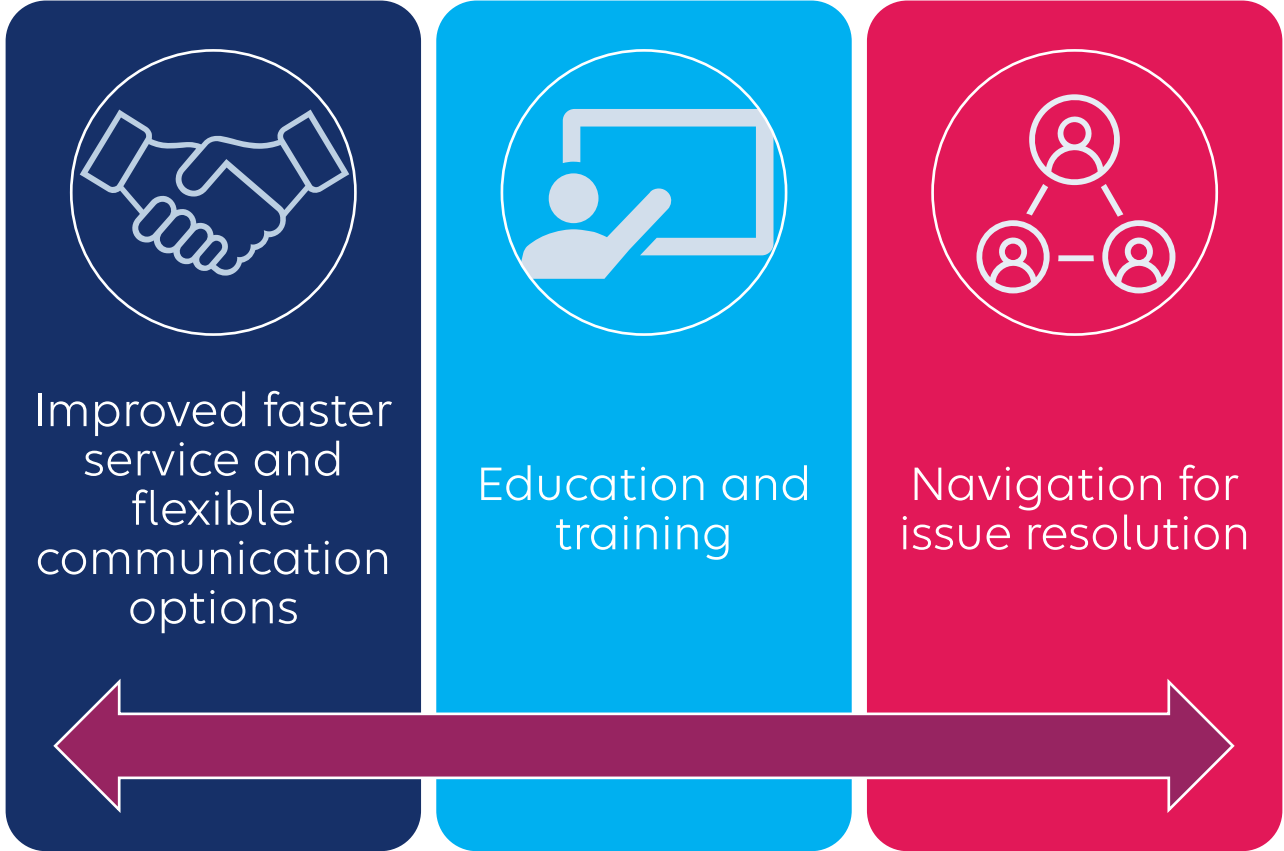 Improved faster
service and
flexible
communication
options
Education and
training
Navigation for
issue resolution